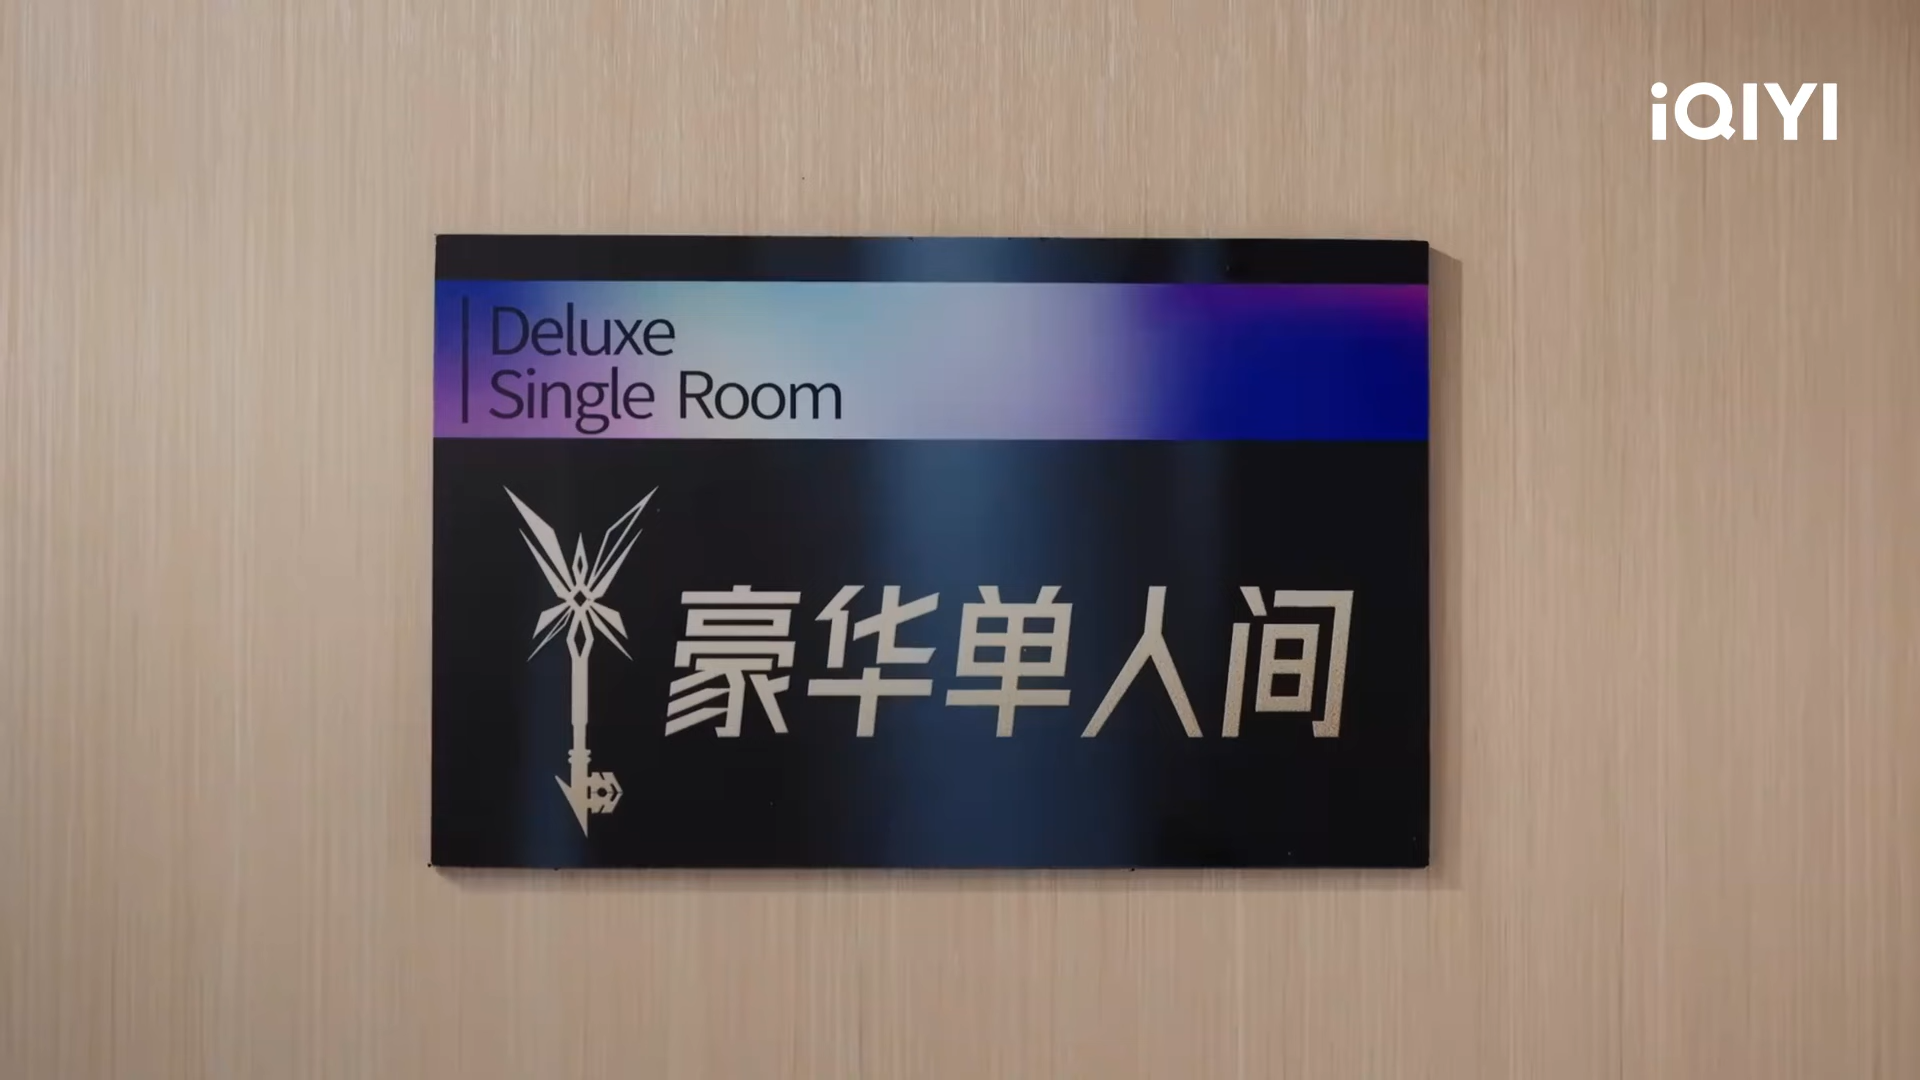 iQIYI
Deluxe
Single Room
豪华单人间